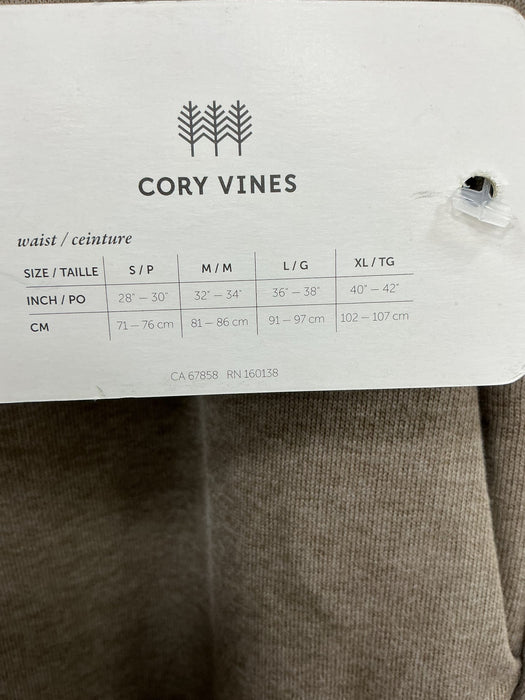 CORY VINES
waist / ceinture
SIZE / TAILLE S / P M / M L / G XL / TG
INCH / PO 28" – 30" 32" – 34" 36" – 38" 40" – 42"
CM 71 – 76 cm 81 – 86 cm 91 – 97 cm 102 – 107 cm
CA 67858 RN 160138